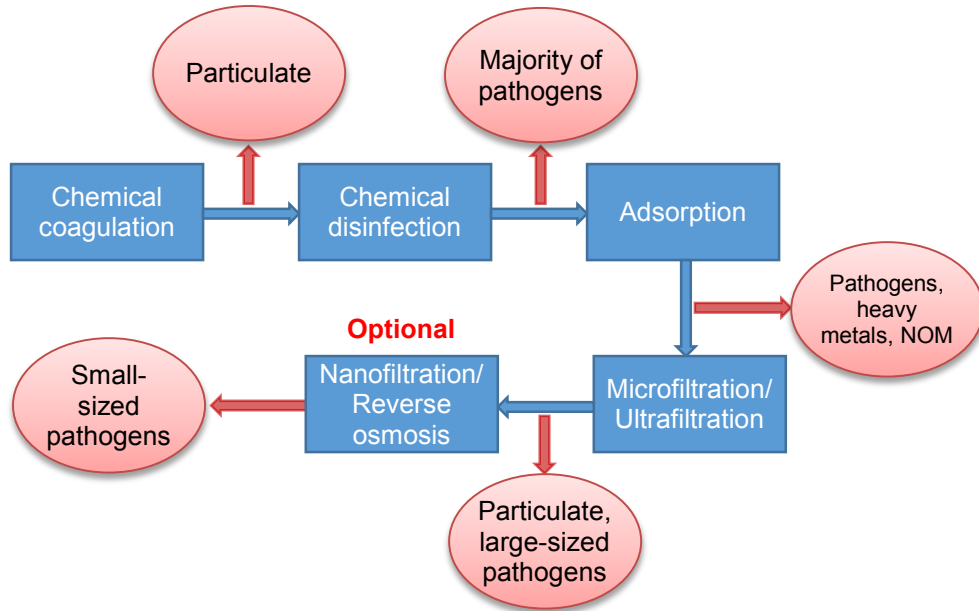 Particulate
Majority of
pathogens
Chemical
coagulation
Chemical
disinfection
Adsorption
Pathogens,
heavy
metals, NOM
Optional
Small-
sized
pathogens
Nanofiltration/
Reverse
osmosis
Microfiltration/
Ultrafiltration
Particulate,
large-sized
pathogens